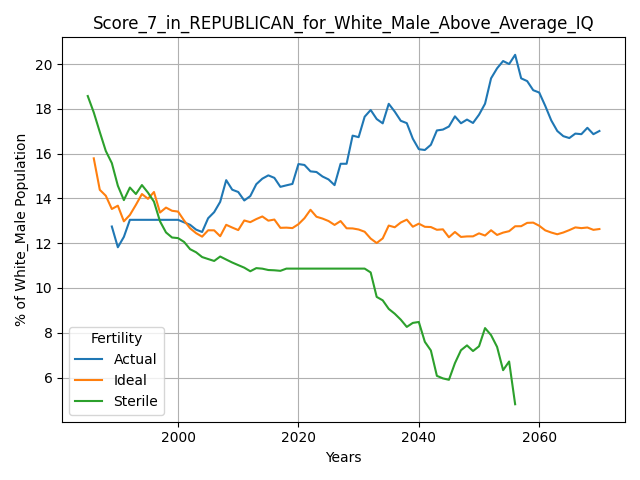 Score_7_in_REPUBLICAN_for_White_Male_Above_Average_IQ
% of White_Male Population
20
18
16
14
12
10
8
6
Fertility
Actual
Ideal
Sterile
2000 2020 2040 2060
Years